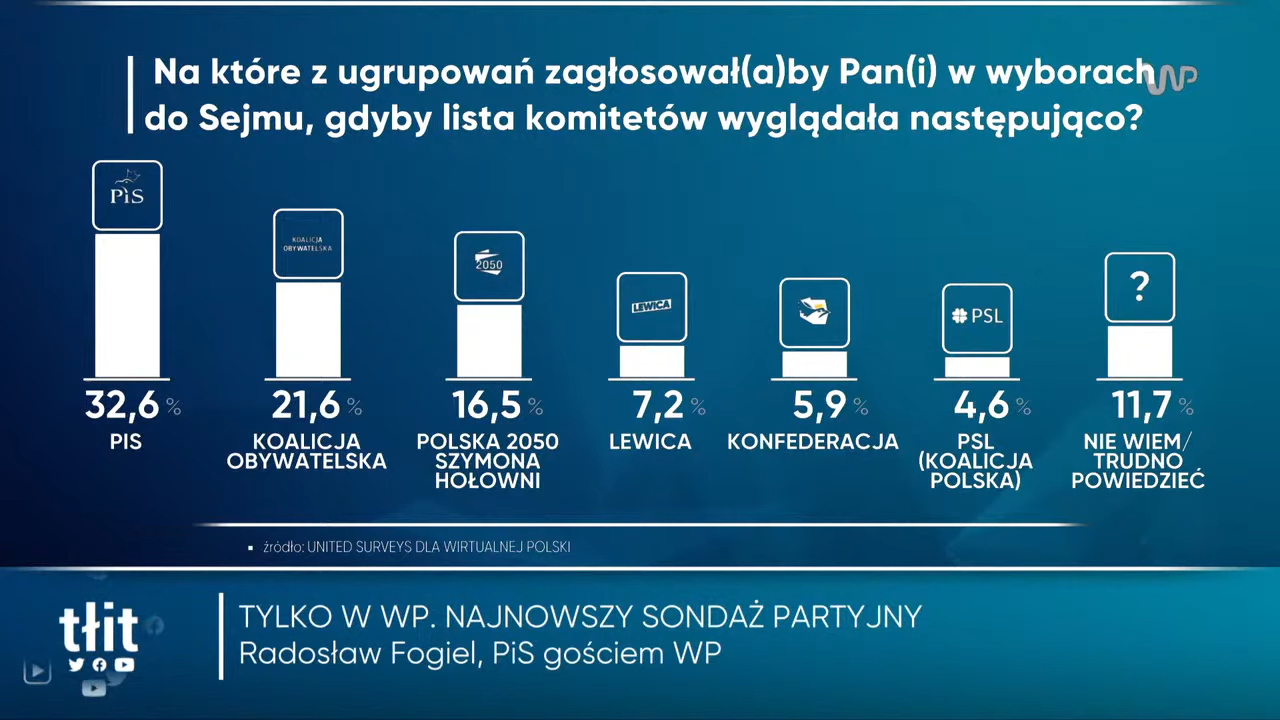 Na które z ugrupowań zagłosował(a)by Pan(i) w wyborach
do Sejmu, gdyby lista komitetów wyglądała następująco?
WP
PiS
KOALICJA
OBYWATELSKA
2050
LEWICA
PSL
?
32,6 %
21,6 %
16,5 %
7,2 %
5,9 %
4,6 %
11,7 %
PIS
KOALICJA
OBYWATELSKA
POLSKA 2050
SZYMONA
HOŁOWNI
LEWICA
KONFEDERACJA
PSL
(KOALICJA
POLSKA)
NIE WIEM/
TRUDNO
POWIEDZIEĆ
źródło: UNITED SURVEYS DLA WIRTUALNEJ POLSKI
tłit
TYLKO W WP. NAJNOWSZY SONDAŻ PARTYJNY
Radosław Fogiel, PiS gościem WP